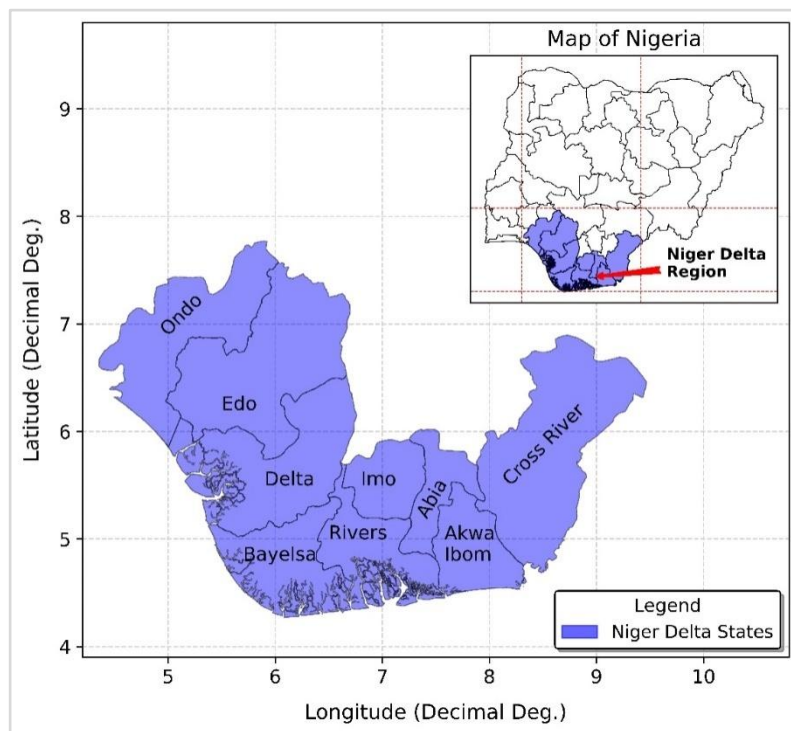 Map of Nigeria
Niger Delta
Region
9
8
7
6
5
4
Latitude (Decimal Deg.)
Ondo
Edo
Delta
Imo
Abia
Cross River
Bayelsa
Rivers
Akwa
Ibom
Legend
Niger Delta States
5
6
7
8
9
10
Longitude (Decimal Deg.)